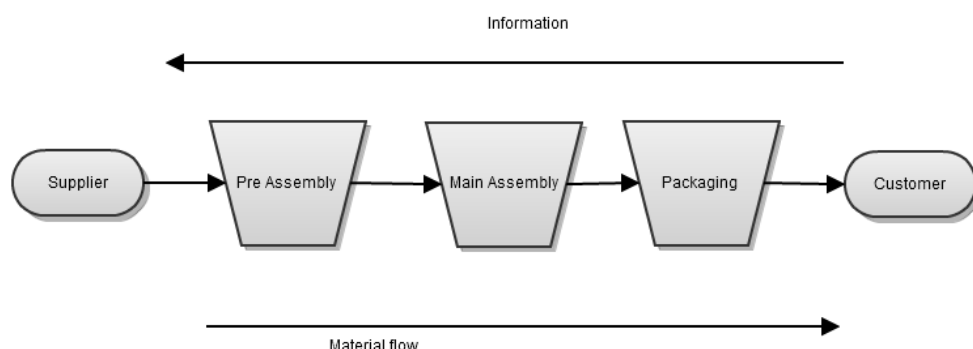 Information
Supplier
Pre Assembly
Main Assembly
Packaging
Customer
Material flow